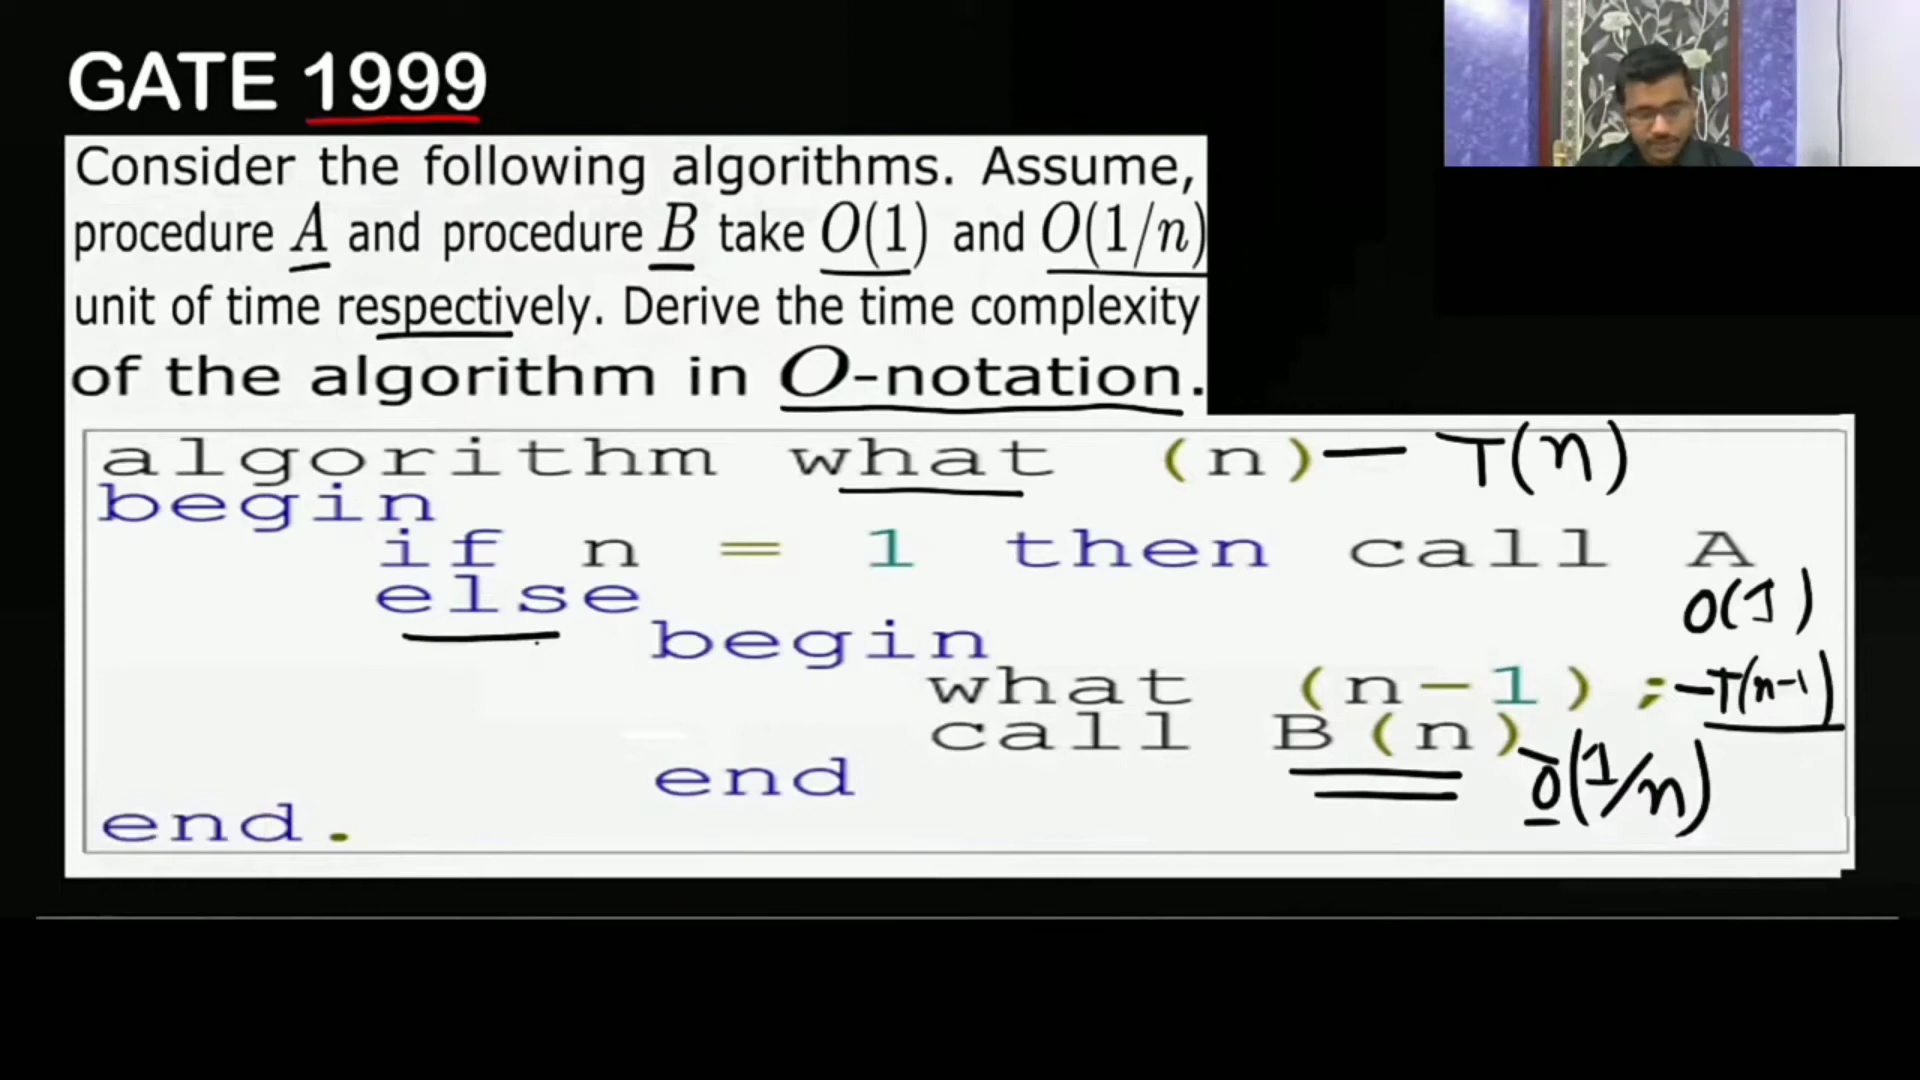 GATE 1999
Consider the following algorithms. Assume,
procedure A and procedure B take O(1) and O(1/n)
unit of time respectively. Derive the time complexity
of the algorithm in O-notation.
algorithm what (n) — T(n)
begin
if n = 1 then call A
O(1)
else
begin
what (n-1) ; - T(n-1)
call B(n) O(1/n)
end
end.